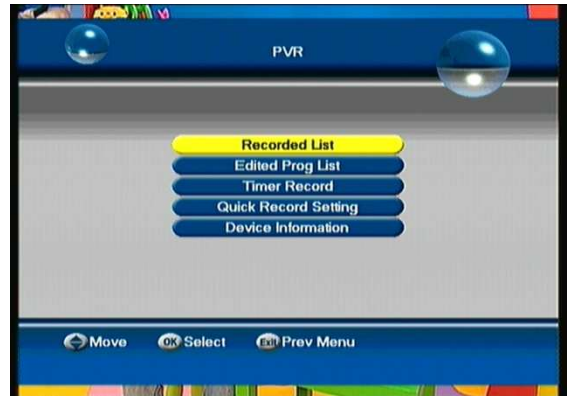 PVR
Recorded List
Edited Prog List
Timer Record
Quick Record Setting
Device Information
Move OK Select Exit Prev Menu